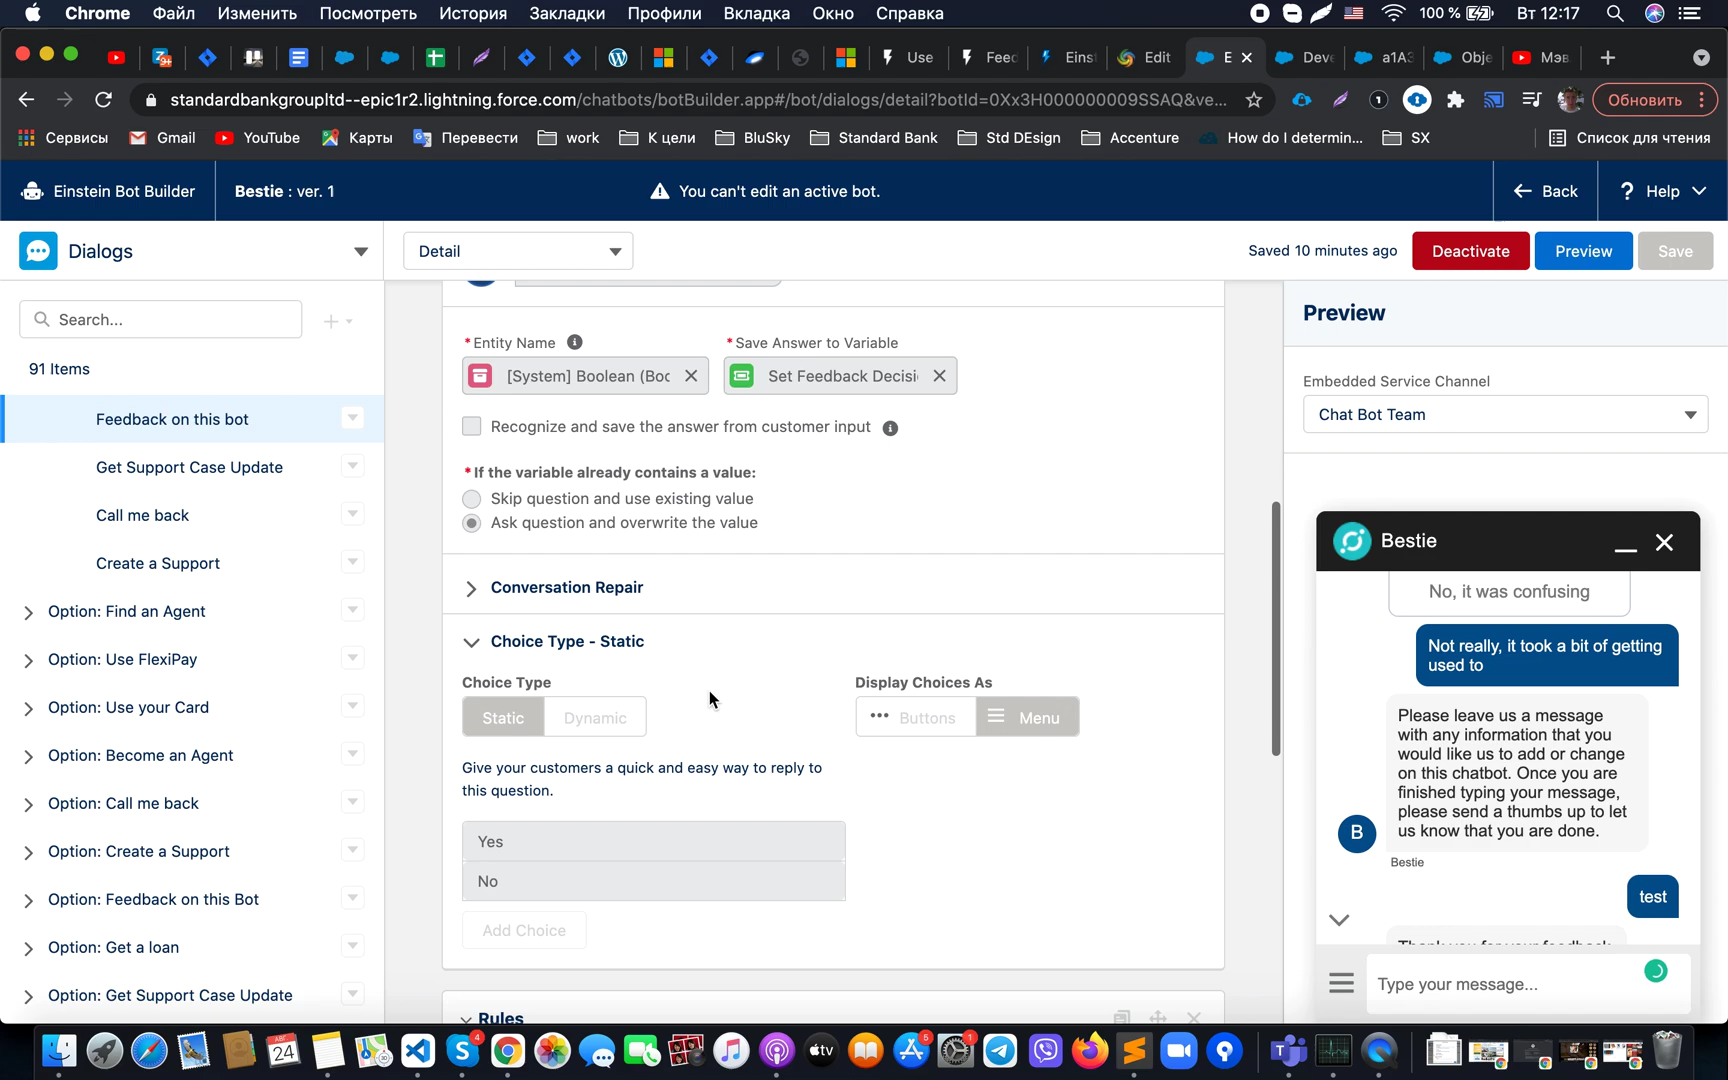 Chrome Файл Изменить Посмотреть История Закладки Профили Вкладка Окно Справка 100 % Вт 12:17
Use Feed Einst Edit E Deve a1A Obje Мэв
standardbankgroupltd--epic1r2.lightning.force.com/chatbots/botBuilder.app#/bot/dialogs/detail?botId=0Xx3H000000009SSAQ&ve... Обновить
Сервисы Gmail YouTube Карты Перевести work К цели BluSky Standard Bank Std DEsign Accenture How do I determin... SX Список для чтения
Einstein Bot Builder Bestie : ver. 1 You can't edit an active bot. Back ? Help
Dialogs Detail Saved 10 minutes ago Deactivate Preview Save
Search...
91 Items
Feedback on this bot
Get Support Case Update
Call me back
Create a Support
Option: Find an Agent
Option: Use FlexiPay
Option: Use your Card
Option: Become an Agent
Option: Call me back
Option: Create a Support
Option: Feedback on this Bot
Option: Get a loan
Option: Get Support Case Update
*Entity Name *Save Answer to Variable
[System] Boolean (Boo Set Feedback Decisi
Recognize and save the answer from customer input
*If the variable already contains a value:
Skip question and use existing value
Ask question and overwrite the value
Conversation Repair
Choice Type - Static
Choice Type Display Choices As
Static Dynamic Buttons Menu
Give your customers a quick and easy way to reply to
this question.
Yes
No
Add Choice
Rules
Preview
Embedded Service Channel
Chat Bot Team
Bestie
No, it was confusing
Not really, it took a bit of getting
used to
Please leave us a message
with any information that you
would like us to add or change
on this chatbot. Once you are
finished typing your message,
please send a thumbs up to let
us know that you are done.
B
Bestie
test
Thank you for your feedback
Type your message...
АВГ
24
4
tv
5
1